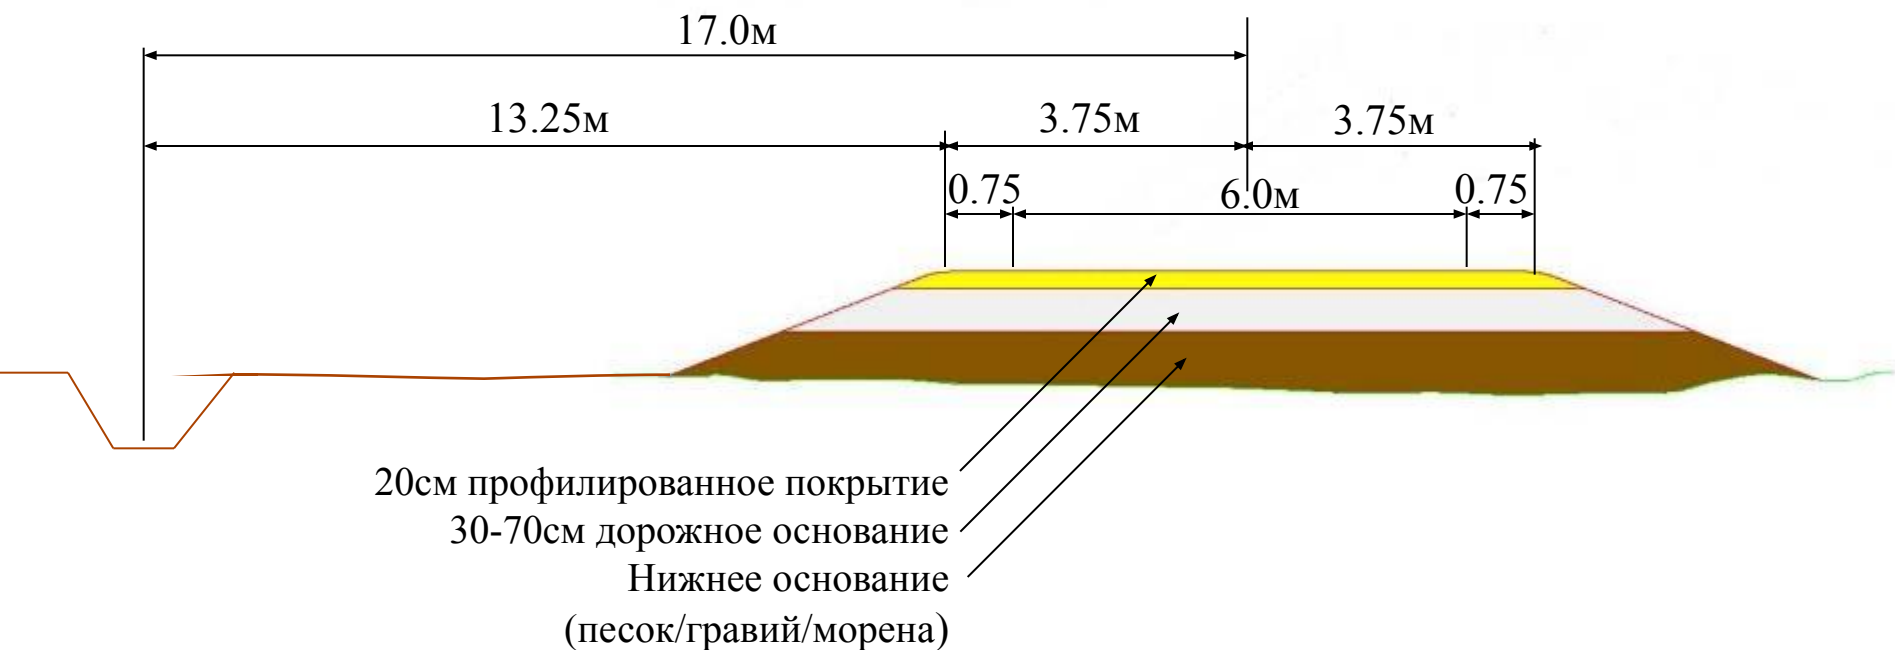 17.0м
13.25м
3.75м
3.75м
0.75
6.0м
0.75
20см профилированное покрытие
30-70см дорожное основание
Нижнее основание
(песок/гравий/морена)